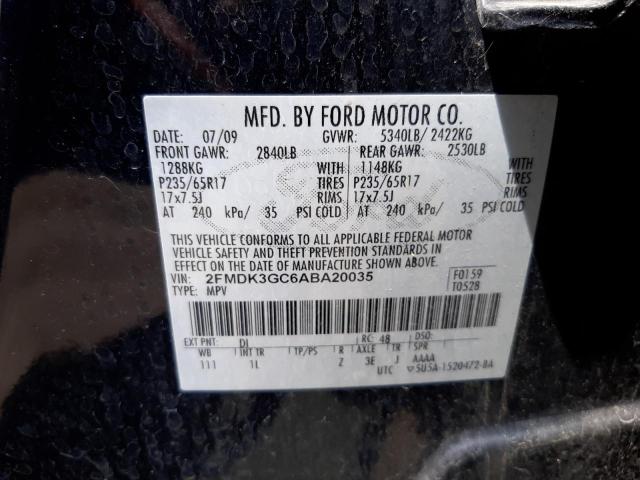 MFD. BY FORD MOTOR CO.
DATE: 07/09 GVWR: 5340LB/ 2422KG
FRONT GAWR: 2840LB REAR GAWR: 2530LB
1288KG WITH 1148KG WITH
P235/65R17 TIRES P235/65R17 TIRES
17x7.5J RIMS 17x7.5J RIMS
AT 240 kPa/ 35 PSI COLD AT 240 kPa/ 35 PSI COLD
THIS VEHICLE CONFORMS TO ALL APPLICABLE FEDERAL MOTOR
VEHICLE SAFETY AND THEFT PREVENTION STANDARDS IN
EFFECT ON THE DATE OF MANUFACTURE SHOWN ABOVE.
VIN: 2FMDK3GC6ABA20035 F0159
TYPE: MPV T0528
EXT PNT: DI RC: 48 DSO:
WB INT TR TP/PS R AXLE TR SPR
111 1L Z 3E J AAAA
UTC 5U5A-1520472-BA